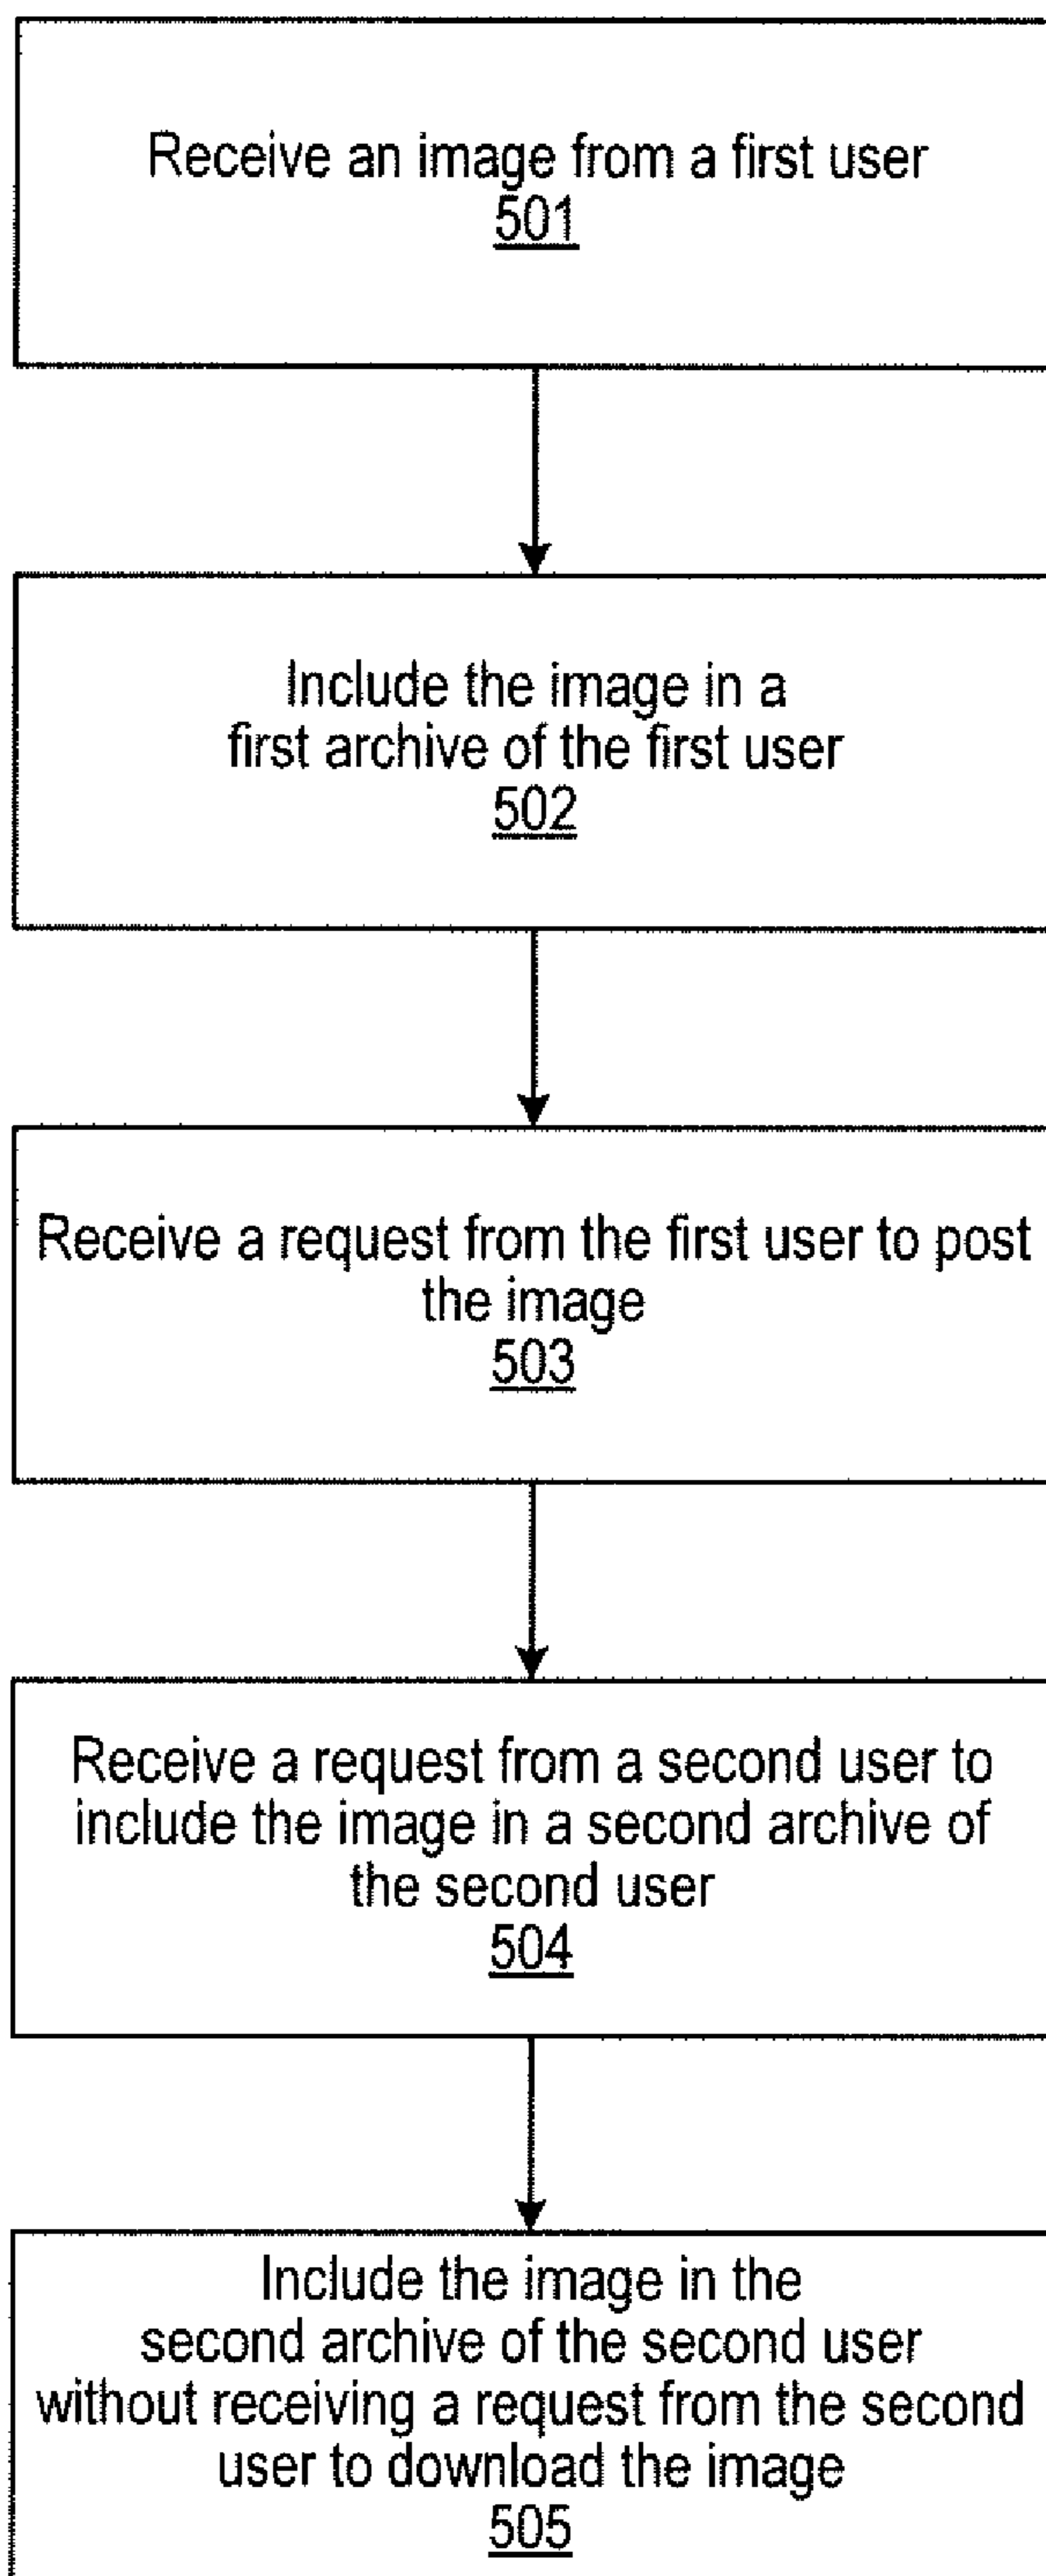 Receive an image from a first user
501
Include the image in a
first archive of the first user
502
Receive a request from the first user to post
the image
503
Receive a request from a second user to
include the image in a second archive of
the second user
504
Include the image in the
second archive of the second user
without receiving a request from the second
user to download the image
505